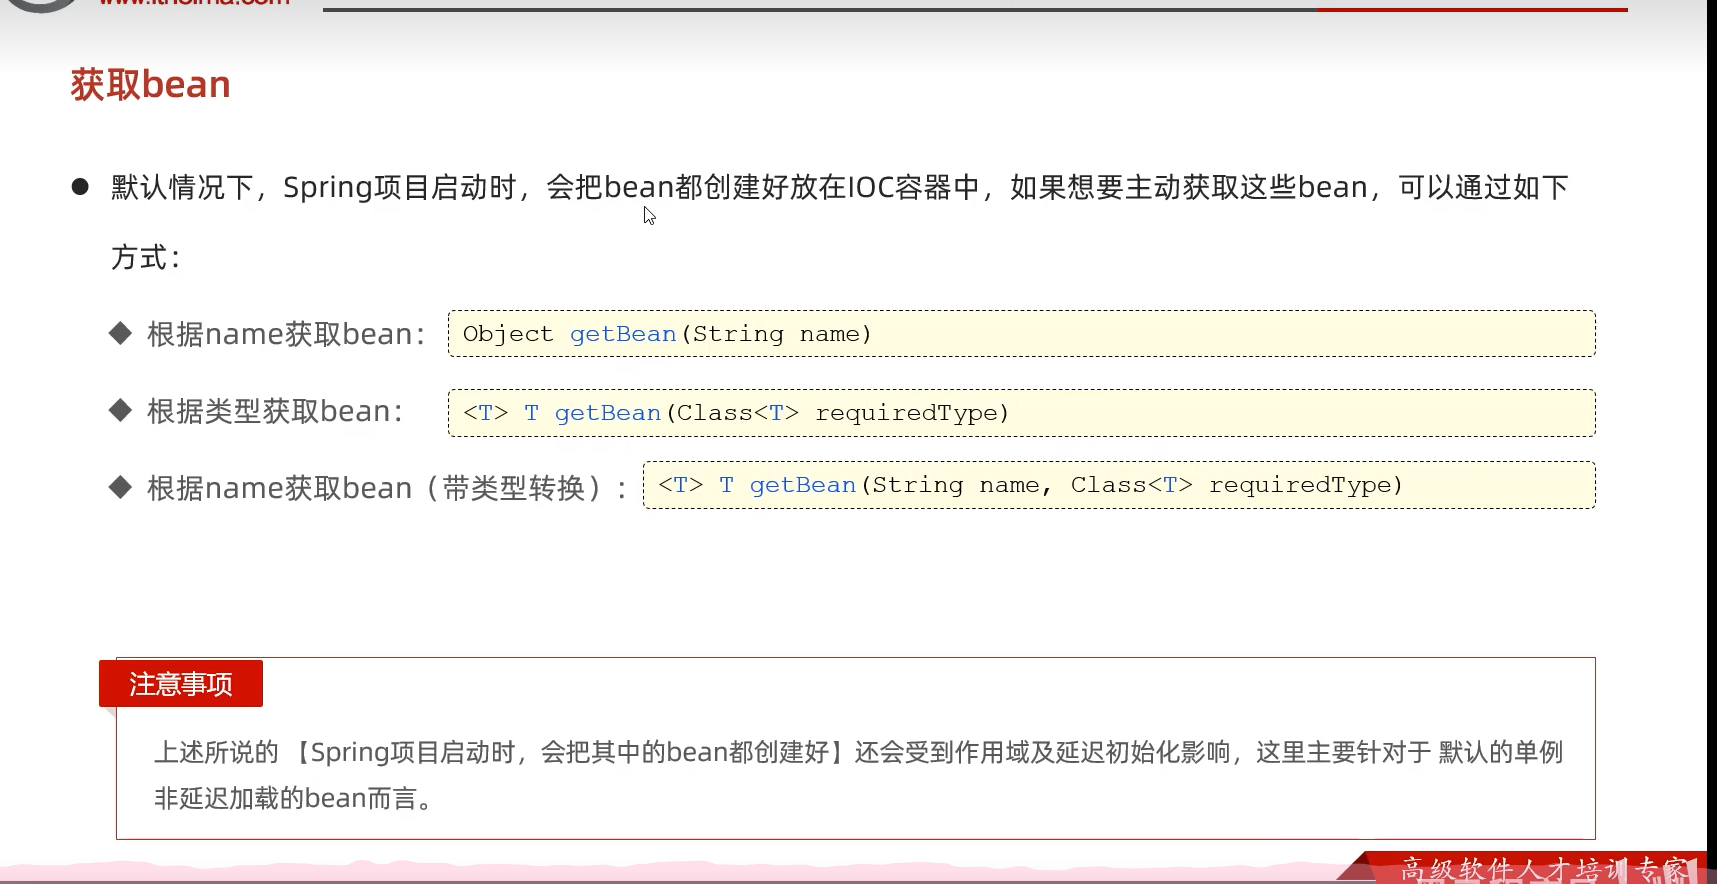 www.itheima.com
获取bean
● 默认情况下，Spring项目启动时，会把bean都创建好放在IOC容器中，如果想要主动获取这些bean，可以通过如下
方式：
◆ 根据name获取bean： Object getBean(String name)
◆ 根据类型获取bean： <T> T getBean(Class<T> requiredType)
◆ 根据name获取bean（带类型转换）: <T> T getBean(String name, Class<T> requiredType)
注意事项
上述所说的 【Spring项目启动时，会把其中的bean都创建好】还会受到作用域及延迟初始化影响，这里主要针对于 默认的单例
非延迟加载的bean而言。
高级软件人才培训专家